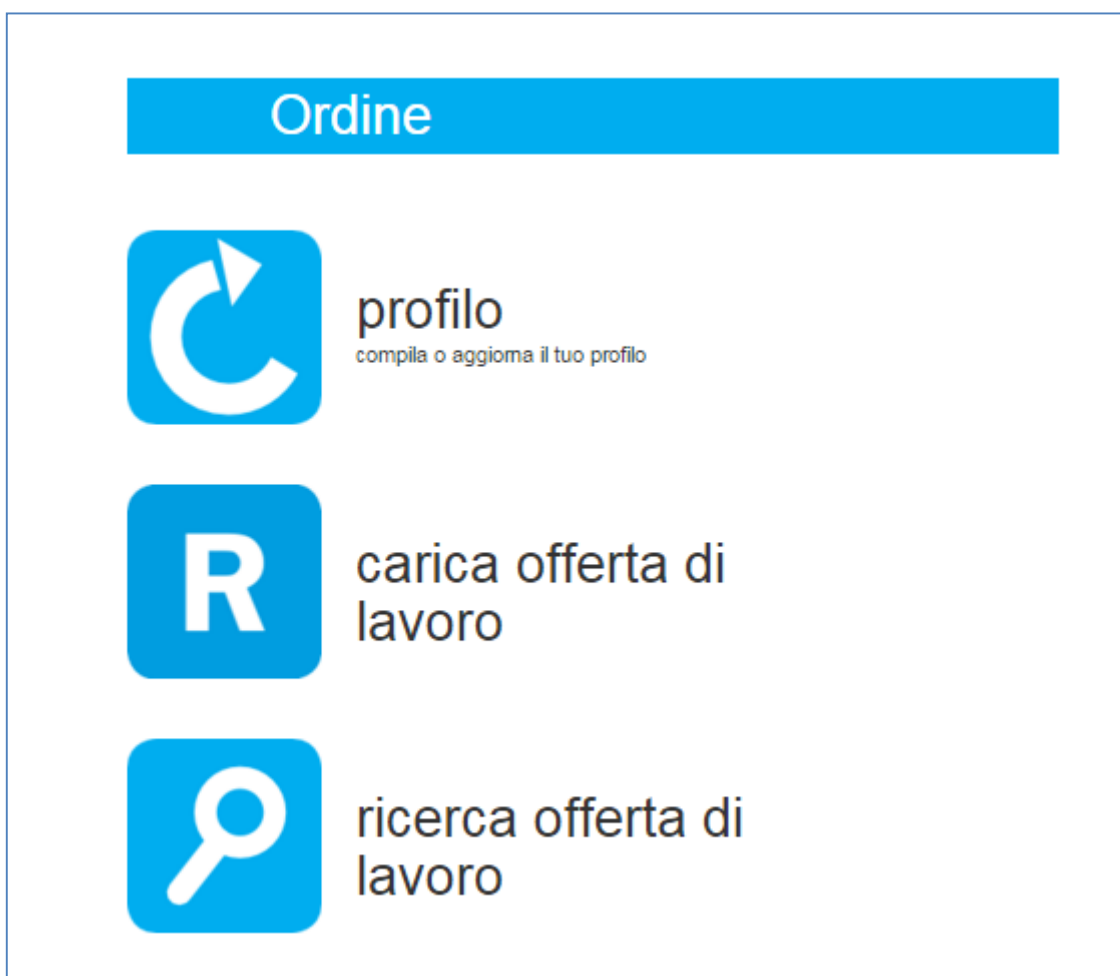 Ordine
profilo
compila o aggiorna il tuo profilo
R
carica offerta di
lavoro
ricerca offerta di
lavoro